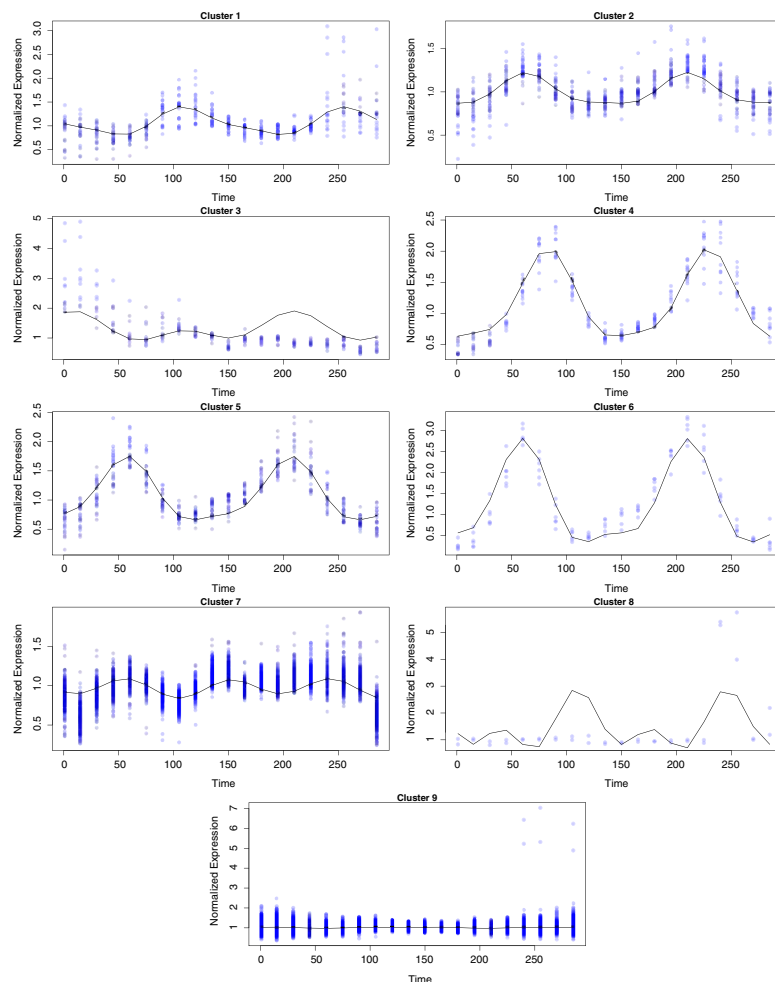 Cluster 1
Normalized Expression
0.5 1.0 1.5 2.0 2.5 3.0
0 50 100 150 200 250
Time
Cluster 2
Normalized Expression
0.5 1.0 1.5
0 50 100 150 200 250
Time
Cluster 3
Normalized Expression
1 2 3 4 5
0 50 100 150 200 250
Time
Cluster 4
Normalized Expression
0.5 1.0 1.5 2.0 2.5
0 50 100 150 200 250
Time
Cluster 5
Normalized Expression
0.5 1.0 1.5 2.0 2.5
0 50 100 150 200 250
Time
Cluster 6
Normalized Expression
0.5 1.0 1.5 2.0 2.5 3.0
0 50 100 150 200 250
Time
Cluster 7
Normalized Expression
0.5 1.0 1.5
0 50 100 150 200 250
Time
Cluster 8
Normalized Expression
1 2 3 4 5
0 50 100 150 200 250
Time
Cluster 9
Normalized Expression
1 2 3 4 5 6 7
0 50 100 150 200 250
Time